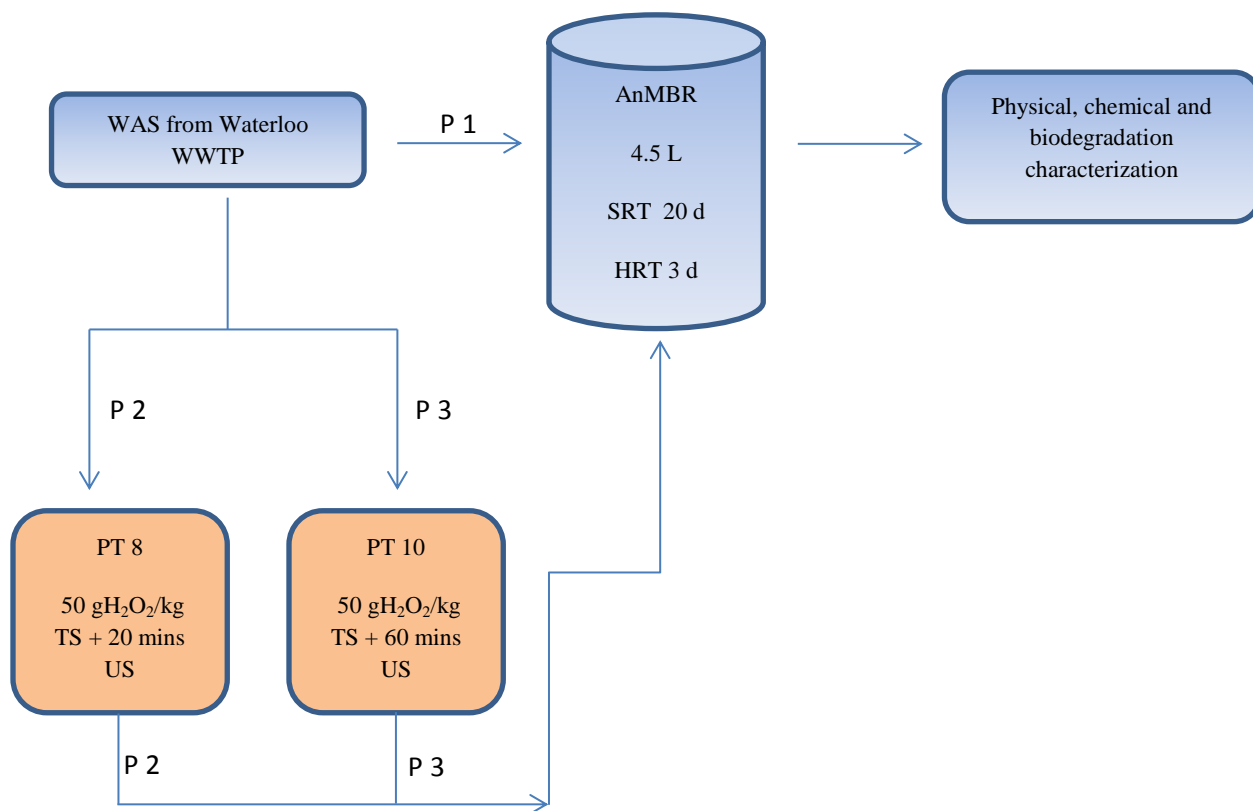 WAS from Waterloo
WWTP
P 1
AnMBR
4.5 L
SRT 20 d
HRT 3 d
Physical, chemical and
biodegradation
characterization
P 2
P 3
PT 8
50 gH₂O₂/kg
TS + 20 mins
US
PT 10
50 gH₂O₂/kg
TS + 60 mins
US
P 2
P 3